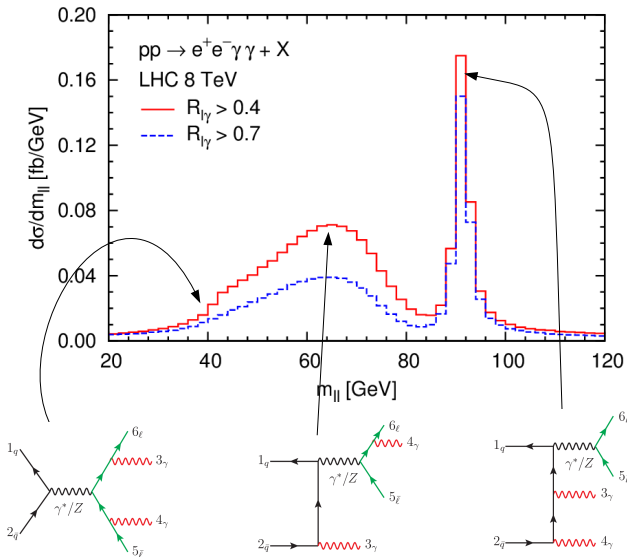 0.20
0.16
0.12
0.08
0.04
0.00
dσ/dm_ll [fb/GeV]
pp → e⁺e⁻γγ + X
LHC 8 TeV
R_lγ > 0.4
R_lγ > 0.7
20 40 60 80 100 120
m_ll [GeV]
1_q
2_q̄
γ*/Z
6_ℓ
3_γ
4_γ
5_ℓ̄
1_q
2_q̄
γ*/Z
6_ℓ
4_γ
5_ℓ̄
3_γ
1_q
2_q̄
γ*/Z
6_ℓ
5_ℓ̄
3_γ
4_γ